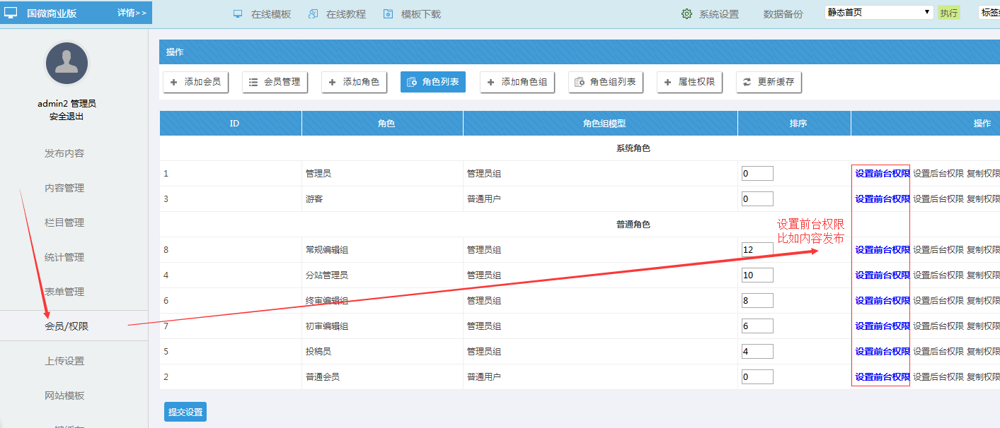 国微商业版 详情>> 在线模板 在线教程 模板下载 系统设置 数据备份 静态首页 执行
操作
admin2 管理员
安全退出
发布内容
内容管理
栏目管理
统计管理
表单管理
会员/权限
上传设置
网站模板
添加会员 会员管理 添加角色 角色列表 添加角色组 角色组列表 属性权限 更新缓存
ID 角色 角色组模型 排序 操作
系统角色
1 管理员 管理员组 0 设置前台权限 设置后台权限 复制权限
3 游客 普通用户 0 设置前台权限 设置后台权限 复制权限
普通角色
设置前台权限
比如内容发布
8 常规编辑组 管理员组 12 设置前台权限 设置后台权限 复制权限
4 分站管理员 管理员组 10 设置前台权限 设置后台权限 复制权限
6 终审编辑组 管理员组 8 设置前台权限 设置后台权限 复制权限
7 初审编辑组 管理员组 6 设置前台权限 设置后台权限 复制权限
5 投稿员 管理员组 4 设置前台权限 设置后台权限 复制权限
2 普通会员 普通用户 0 设置前台权限 设置后台权限 复制权限
提交设置